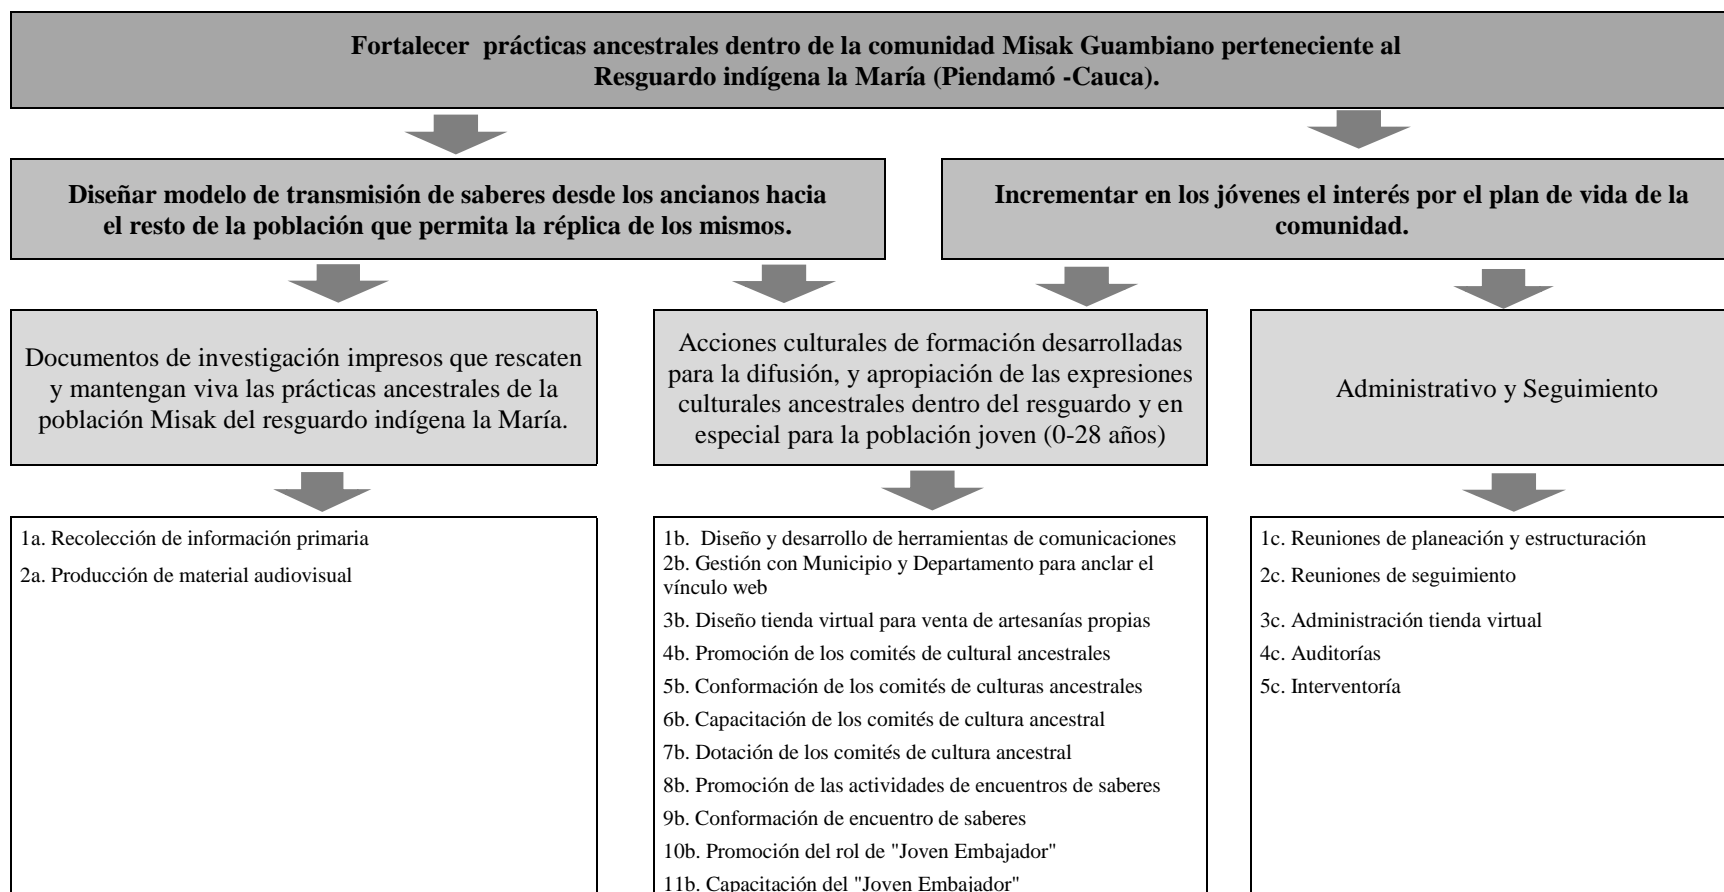 Fortalecer prácticas ancestrales dentro de la comunidad Misak Guambiano perteneciente al
Resguardo indígena la María (Piendamó -Cauca).
Diseñar modelo de transmisión de saberes desde los ancianos hacia
el resto de la población que permita la réplica de los mismos.
Incrementar en los jóvenes el interés por el plan de vida de la
comunidad.
Documentos de investigación impresos que rescaten
y mantengan viva las prácticas ancestrales de la
población Misak del resguardo indígena la María.
Acciones culturales de formación desarrolladas
para la difusión, y apropiación de las expresiones
culturales ancestrales dentro del resguardo y en
especial para la población joven (0-28 años)
Administrativo y Seguimiento
1a. Recolección de información primaria
2a. Producción de material audiovisual
1b. Diseño y desarrollo de herramientas de comunicaciones
2b. Gestión con Municipio y Departamento para anclar el
vínculo web
3b. Diseño tienda virtual para venta de artesanías propias
4b. Promoción de los comités de cultural ancestrales
5b. Conformación de los comités de culturas ancestrales
6b. Capacitación de los comités de cultura ancestral
7b. Dotación de los comités de cultura ancestral
8b. Promoción de las actividades de encuentros de saberes
9b. Conformación de encuentro de saberes
10b. Promoción del rol de "Joven Embajador"
11b. Capacitación del "Joven Embajador"
1c. Reuniones de planeación y estructuración
2c. Reuniones de seguimiento
3c. Administración tienda virtual
4c. Auditorías
5c. Interventoría